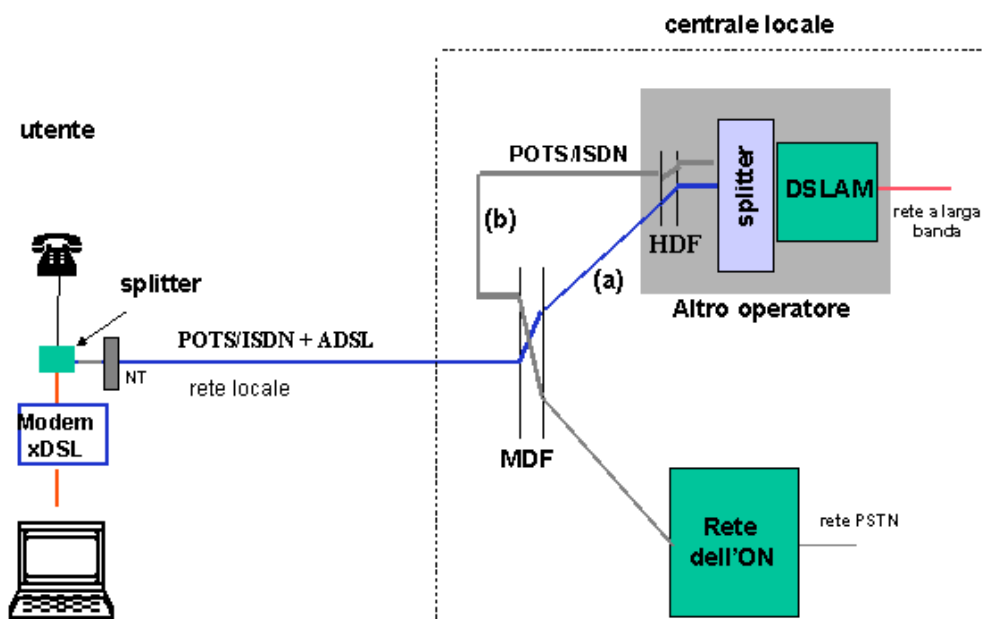 centrale locale
utente
POTS/ISDN
splitter
DSLAM
rete a larga
banda
(b)
HDF
(a)
Altro operatore
splitter
POTS/ISDN + ADSL
NT
rete locale
Modem
xDSL
MDF
Rete
dell'ON
rete PSTN